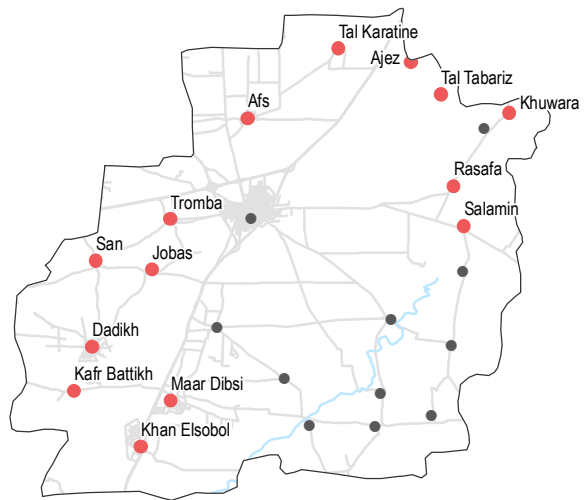 Tal Karatine
Ajez
Tal Tabariz
Afs
Khuwara
Rasafa
Tromba
Salamin
San
Jobas
Dadikh
Kafr Battikh
Maar Dibsi
Khan Elsobol